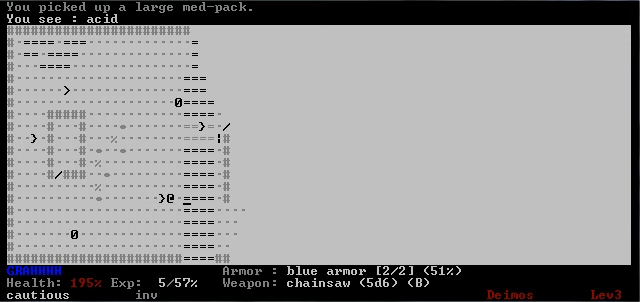 You picked up a large med-pack.
You see : acid
GRAHHHH
Armor : blue armor [2/2] (51%)
Health: 195% Exp: 5/57% Weapon: chainsaw (5d6) (B)
cautious inv Deimos Lev3